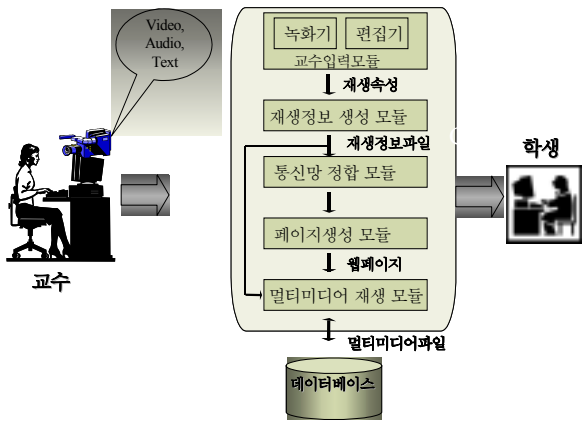 Video,
Audio,
Text
교수
녹화기 편집기
교수입력모듈
재생속성
재생정보 생성 모듈
재생정보파일
통신망 정합 모듈
페이지생성 모듈
웹페이지
멀티미디어 재생 모듈
멀티미디어파일
데이터베이스
학생